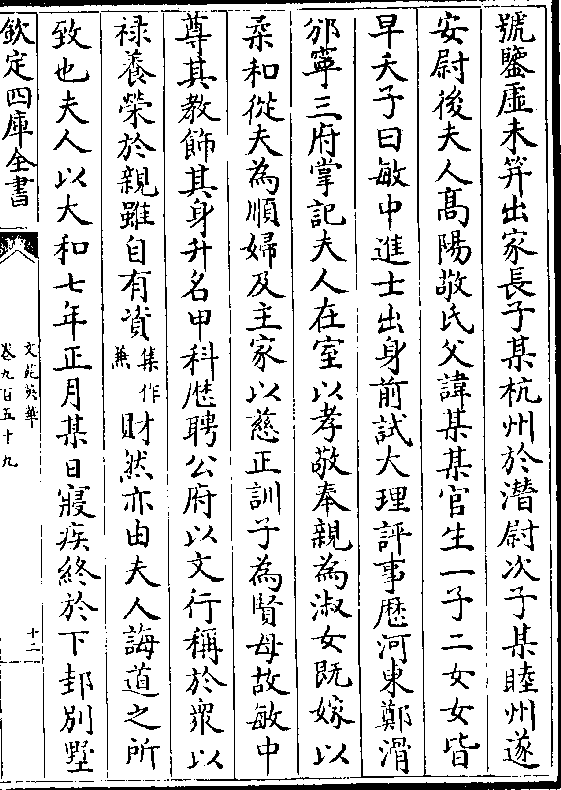 號鑒虛未笄出家長子某杭州於潛尉次子某睦州遂
安尉後夫人髙陽敬氏父諱某某官生一子二女女皆
早夭子曰敏中進士出身前試大理評事歴河東鄭滑
邠寧三府掌記夫人在室以孝敬奉親為淑女既嫁以
柔和從夫為順婦及主家以慈正訓子為賢母故敏中
尊其教飭其身升名甲科歴聘公府以文行稱於衆以
禄養榮於親雖自有資集作兼財然亦由夫人誨道之所
致也夫人以大和七年正月某日寢疾終於下邽別墅
欽定四庫全書
文苑英華
卷九百五十九
十二